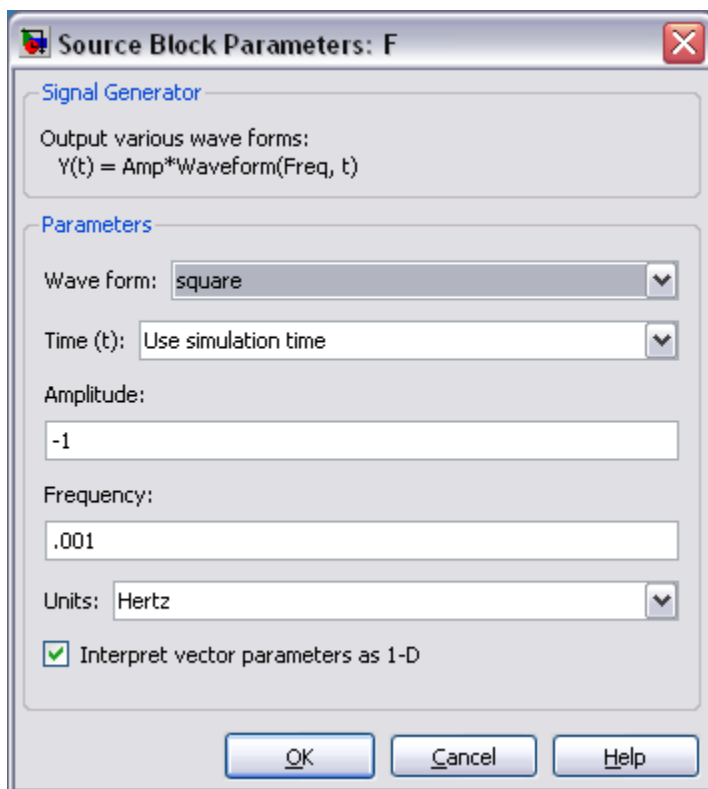 Source Block Parameters: F
Signal Generator
Output various wave forms:
Y(t) = Amp*Waveform(Freq, t)
Parameters
Wave form: square
Time (t): Use simulation time
Amplitude:
-1
Frequency:
.001
Units: Hertz
Interpret vector parameters as 1-D
OK Cancel Help